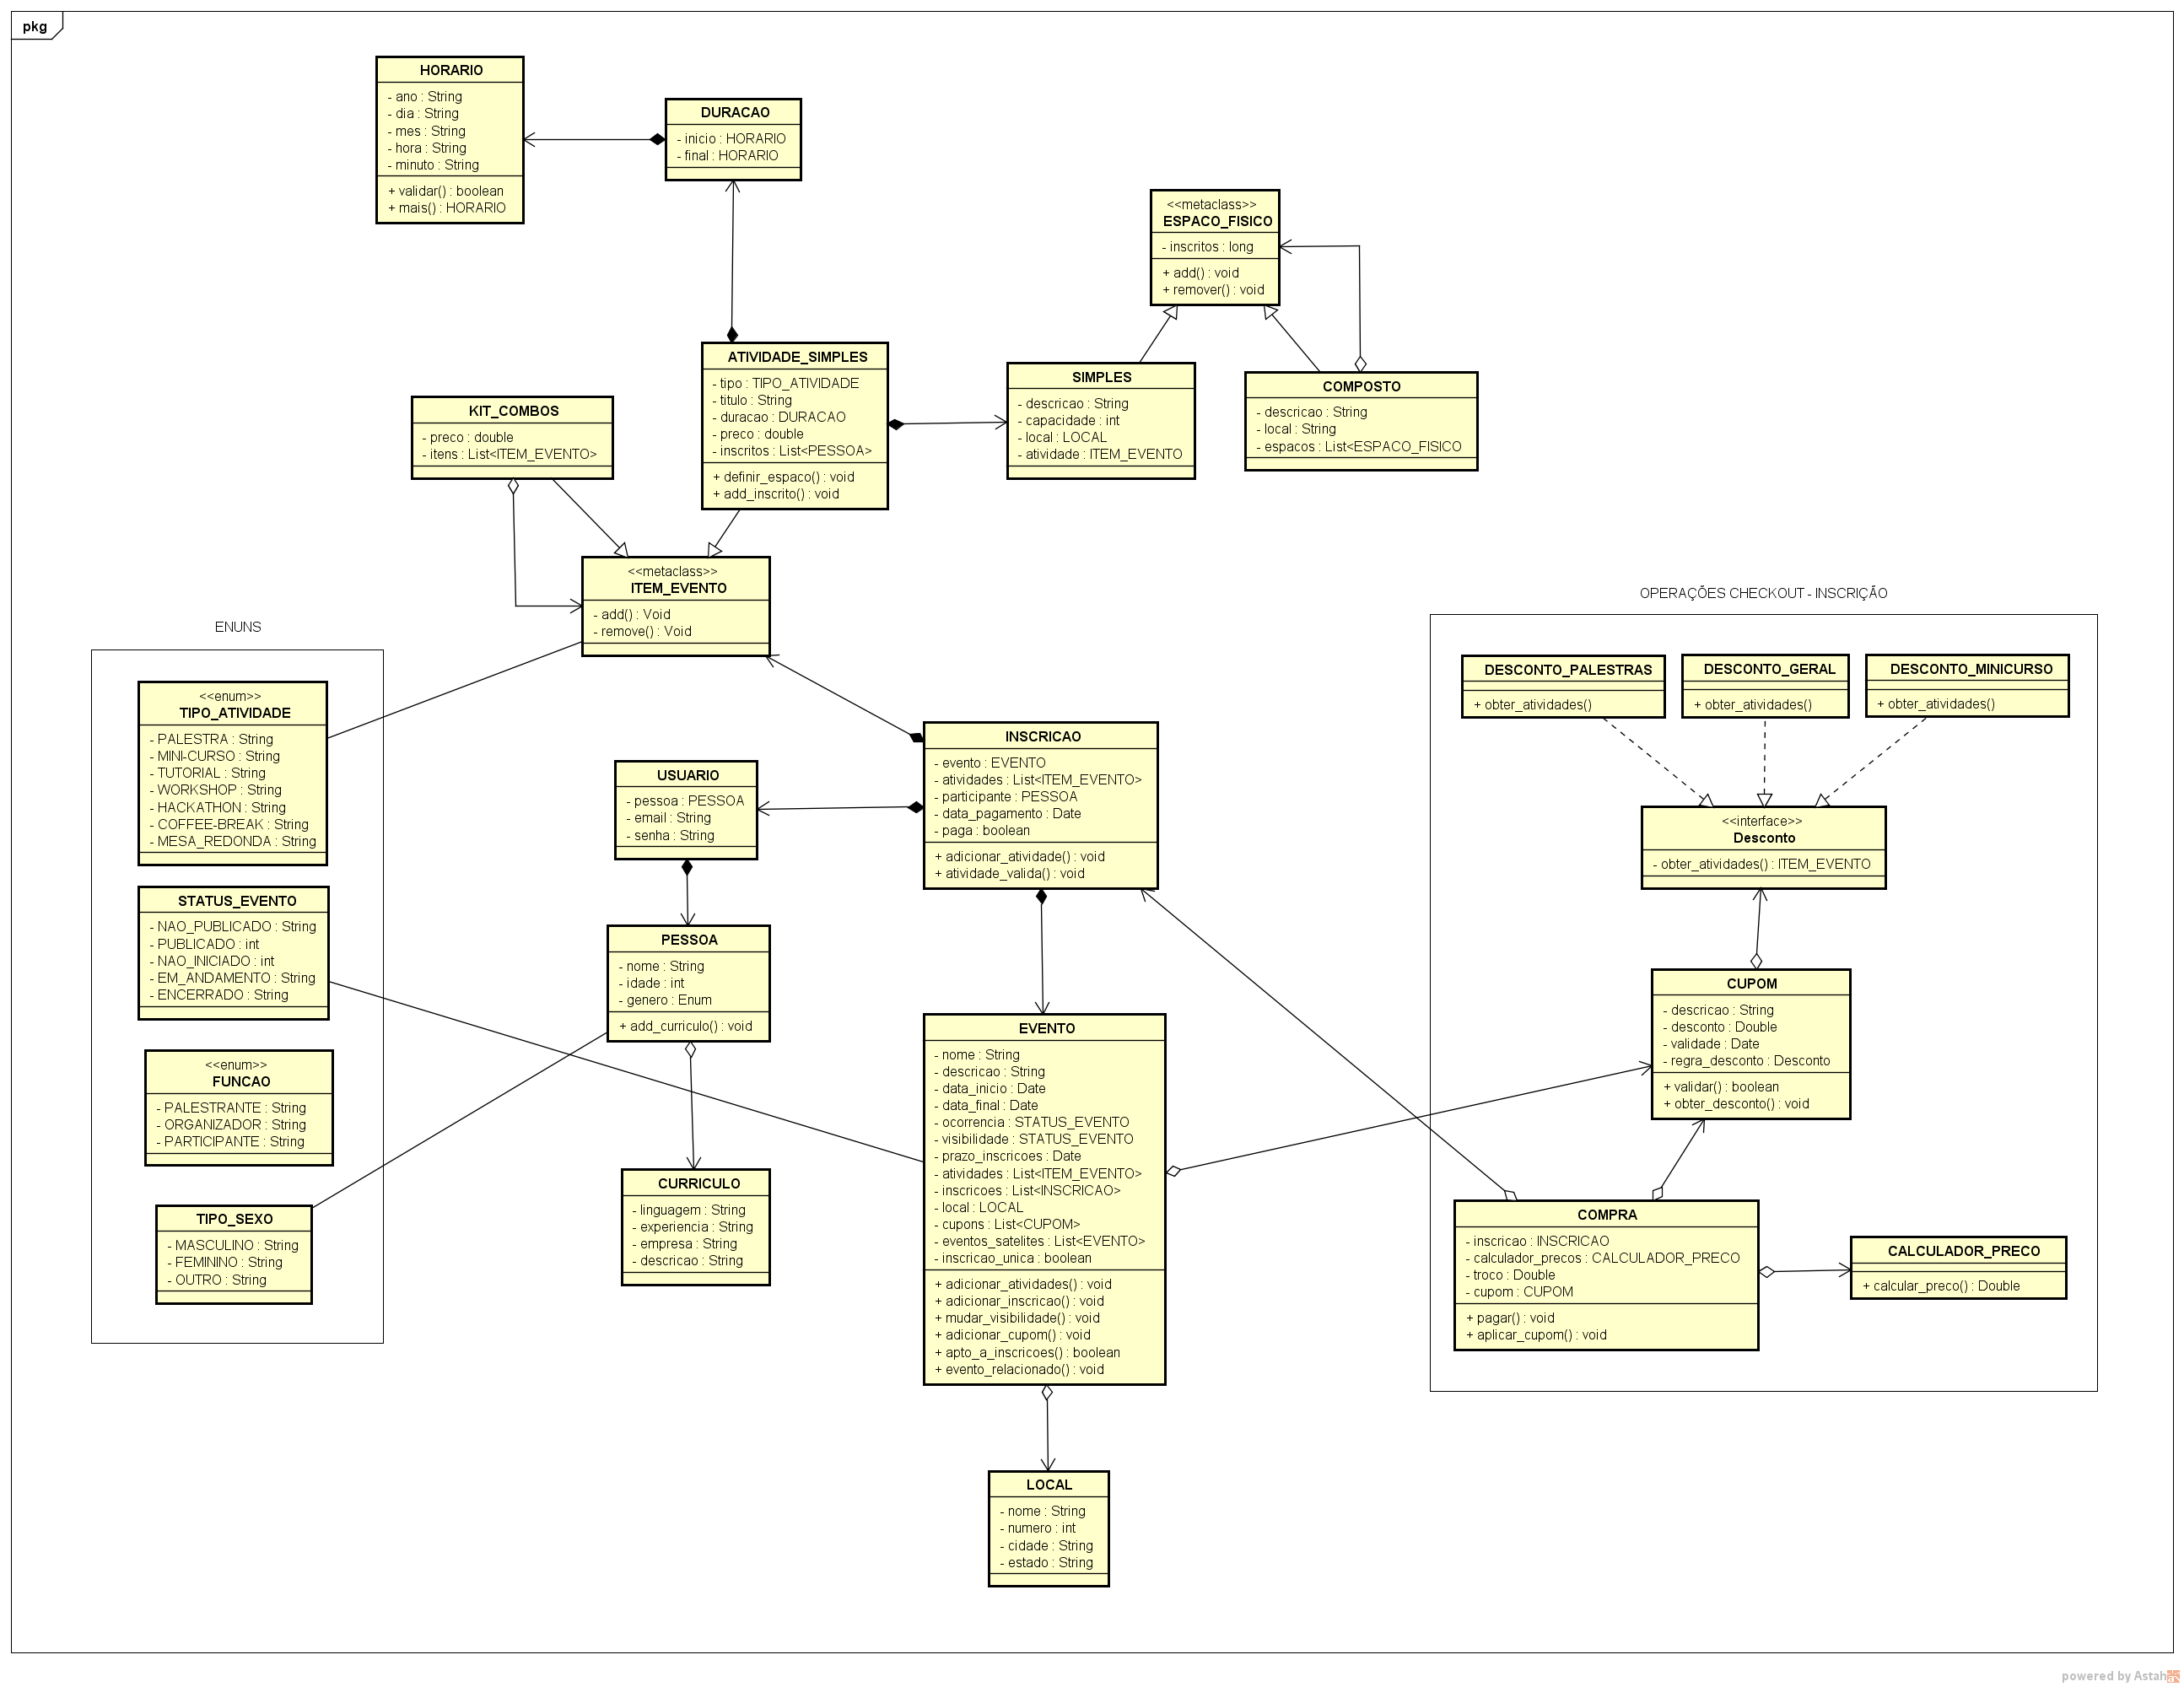 pkg
HORARIO
- ano : String
- dia : String
- mes : String
- hora : String
- minuto : String
+ validar() : boolean
+ mais() : HORARIO
DURACAO
- inicio : HORARIO
- final : HORARIO
<<metaclass>>
ESPACO_FISICO
- inscritos : long
+ add() : void
+ remover() : void
ATIVIDADE_SIMPLES
- tipo : TIPO_ATIVIDADE
- titulo : String
- duracao : DURACAO
- preco : double
- inscritos : List<PESSOA>
+ definir_espaco() : void
+ add_inscrito() : void
SIMPLES
- descricao : String
- capacidade : int
- local : LOCAL
- atividade : ITEM_EVENTO
COMPOSTO
- descricao : String
- local : String
- espacos : List<ESPACO_FISICO
KIT_COMBOS
- preco : double
- itens : List<ITEM_EVENTO>
<<metaclass>>
ITEM_EVENTO
- add() : Void
- remove() : Void
ENUNS
<<enum>>
TIPO_ATIVIDADE
- PALESTRA : String
- MINI-CURSO : String
- TUTORIAL : String
- WORKSHOP : String
- HACKATHON : String
- COFFEE-BREAK : String
- MESA_REDONDA : String
STATUS_EVENTO
- NAO_PUBLICADO : String
- PUBLICADO : int
- NAO_INICIADO : int
- EM_ANDAMENTO : String
- ENCERRADO : String
<<enum>>
FUNCAO
- PALESTRANTE : String
- ORGANIZADOR : String
- PARTICIPANTE : String
TIPO_SEXO
- MASCULINO : String
- FEMININO : String
- OUTRO : String
USUARIO
- pessoa : PESSOA
- email : String
- senha : String
PESSOA
- nome : String
- idade : int
- genero : Enum
+ add_curriculo() : void
CURRICULO
- linguagem : String
- experiencia : String
- empresa : String
- descricao : String
INSCRICAO
- evento : EVENTO
- atividades : List<ITEM_EVENTO>
- participante : PESSOA
- data_pagamento : Date
- paga : boolean
+ adicionar_atividade() : void
+ atividade_valida() : void
EVENTO
- nome : String
- descricao : String
- data_inicio : Date
- data_final : Date
- ocorrencia : STATUS_EVENTO
- visibilidade : STATUS_EVENTO
- prazo_inscricoes : Date
- atividades : List<ITEM_EVENTO>
- inscricoes : List<INSCRICAO>
- local : LOCAL
- cupons : List<CUPOM>
- eventos_satelites : List<EVENTO>
- inscricao_unica : boolean
+ adicionar_atividades() : void
+ adicionar_inscricao() : void
+ mudar_visibilidade() : void
+ adicionar_cupom() : void
+ apto_a_inscricoes() : boolean
+ evento_relacionado() : void
LOCAL
- nome : String
- numero : int
- cidade : String
- estado : String
OPERAÇÕES CHECKOUT - INSCRIÇÃO
DESCONTO_PALESTRAS
+ obter_atividades()
DESCONTO_GERAL
+ obter_atividades()
DESCONTO_MINICURSO
+ obter_atividades()
<<interface>>
Desconto
- obter_atividades() : ITEM_EVENTO
CUPOM
- descricao : String
- desconto : Double
- validade : Date
- regra_desconto : Desconto
+ validar() : boolean
+ obter_desconto() : void
COMPRA
- inscricao : INSCRICAO
- calculador_precos : CALCULADOR_PRECO
- troco : Double
- cupom : CUPOM
+ pagar() : void
+ aplicar_cupom() : void
CALCULADOR_PRECO
+ calcular_preco() : Double
powered by Astah